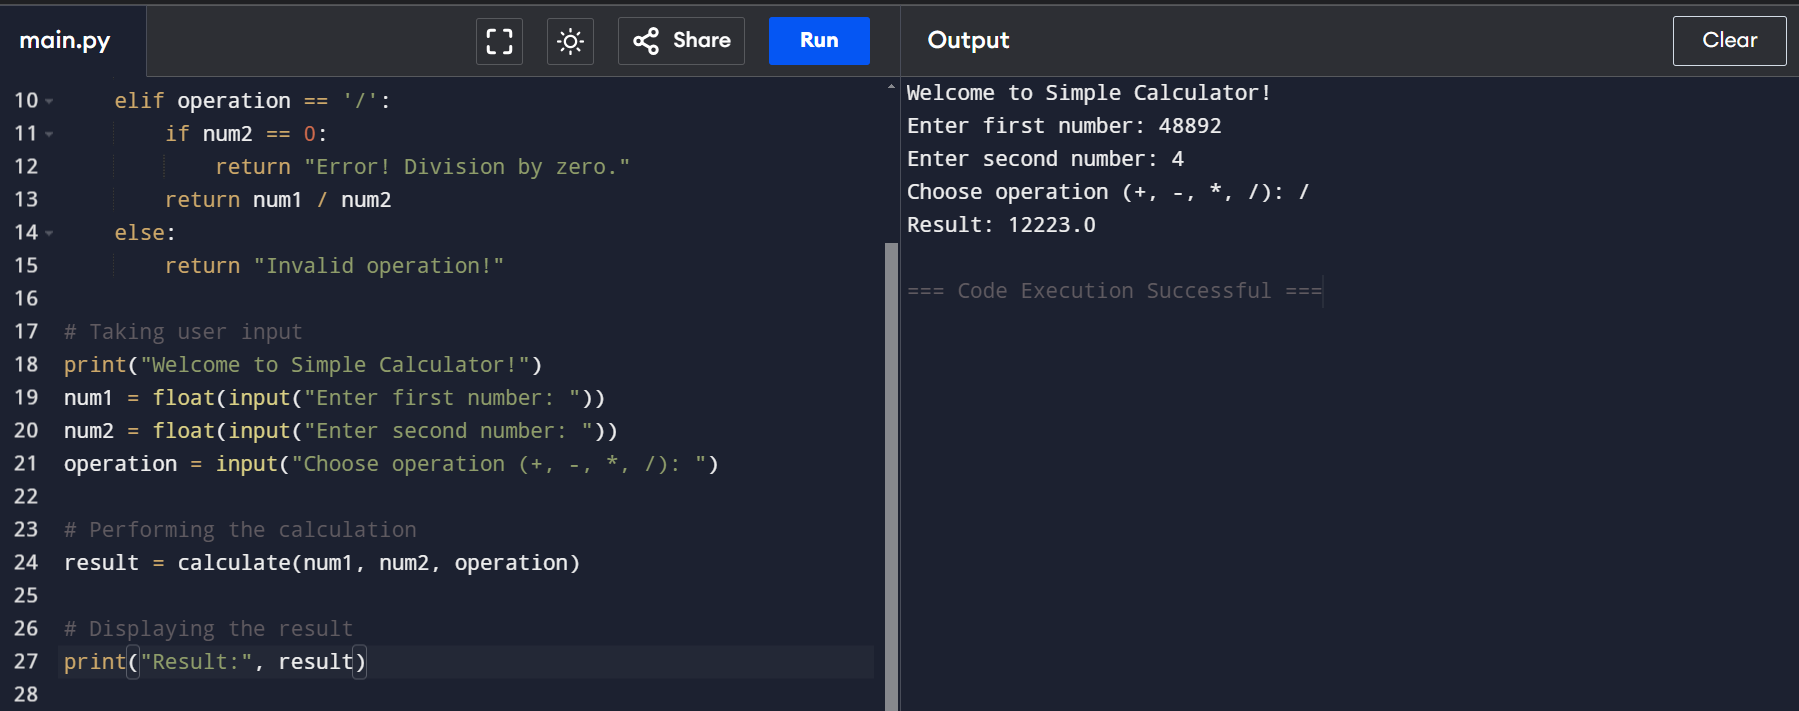 main.py
Share
Run
Output
Clear
10     elif operation == '/':
11         if num2 == 0:
12             return "Error! Division by zero."
13         return num1 / num2
14     else:
15         return "Invalid operation!"
16
17 # Taking user input
18 print("Welcome to Simple Calculator!")
19 num1 = float(input("Enter first number: "))
20 num2 = float(input("Enter second number: "))
21 operation = input("Choose operation (+, -, *, /): ")
22
23 # Performing the calculation
24 result = calculate(num1, num2, operation)
25
26 # Displaying the result
27 print("Result:", result)
28
Welcome to Simple Calculator!
Enter first number: 48892
Enter second number: 4
Choose operation (+, -, *, /): /
Result: 12223.0
=== Code Execution Successful ===